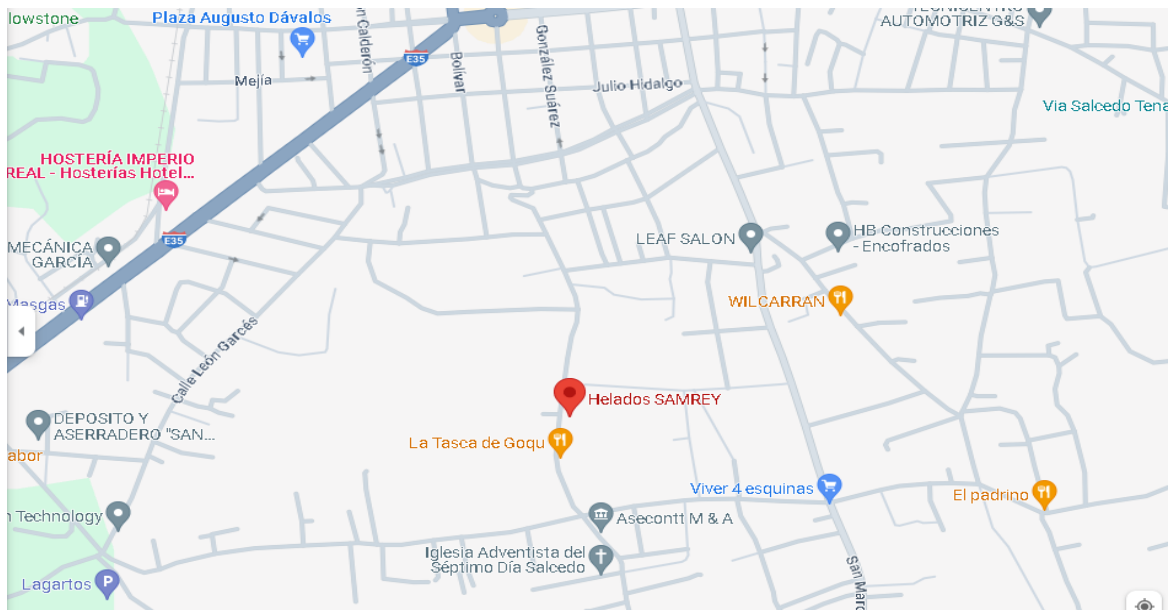 lowstone
Plaza Augusto Dávalos
AUTOMOTRIZ G&S
E35
Mejía
Calderón
Bolívar
González Suárez
Julio Hidalgo
Via Salcedo Tena
HOSTERÍA IMPERIO
REAL - Hosterías Hotel...
E35
MECÁNICA
GARCÍA
LEAF SALON
HB Construcciones
- Encofrados
Masgas
WILCARRAN
Calle León Garcés
Helados SAMREY
DEPOSITO Y
ASERRADERO "SAN...
La Tasca de Goqu
abor
Viver 4 esquinas
El padrino
n Technology
Asecontt M & A
Iglesia Adventista del
Séptimo Día Salcedo
Lagartos
San Marc